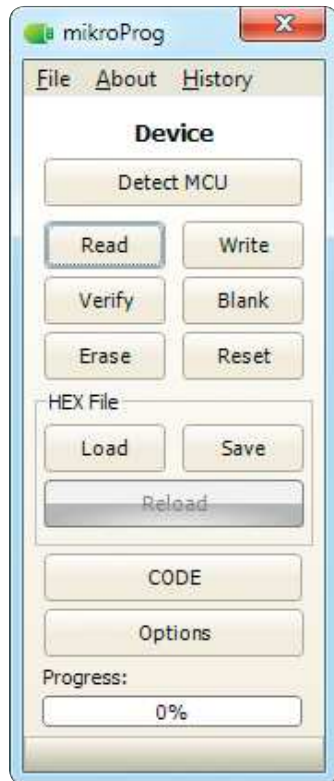 mikroProg
File About History
Device
Detect MCU
Read Write
Verify Blank
Erase Reset
HEX File
Load Save
Reload
CODE
Options
Progress:
0%